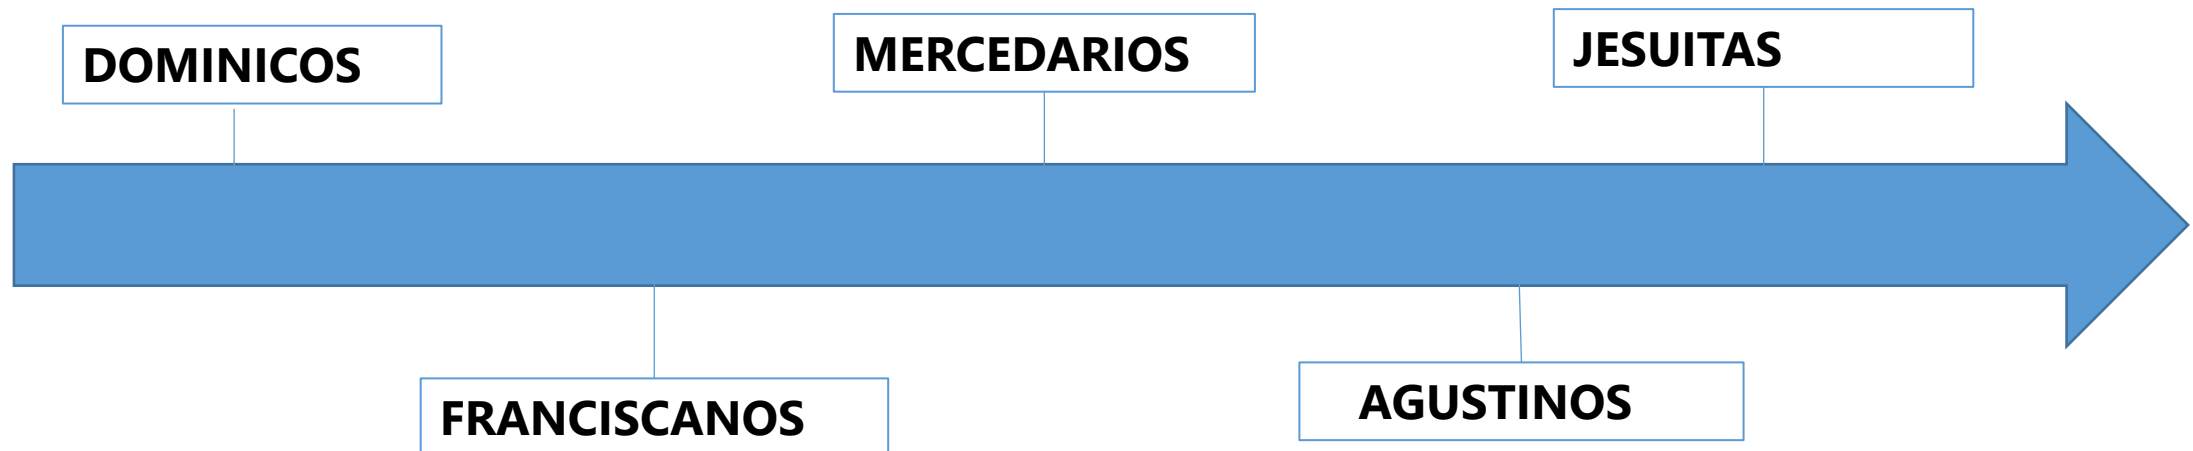 DOMINICOS
MERCEDARIOS
JESUITAS
FRANCISCANOS
AGUSTINOS